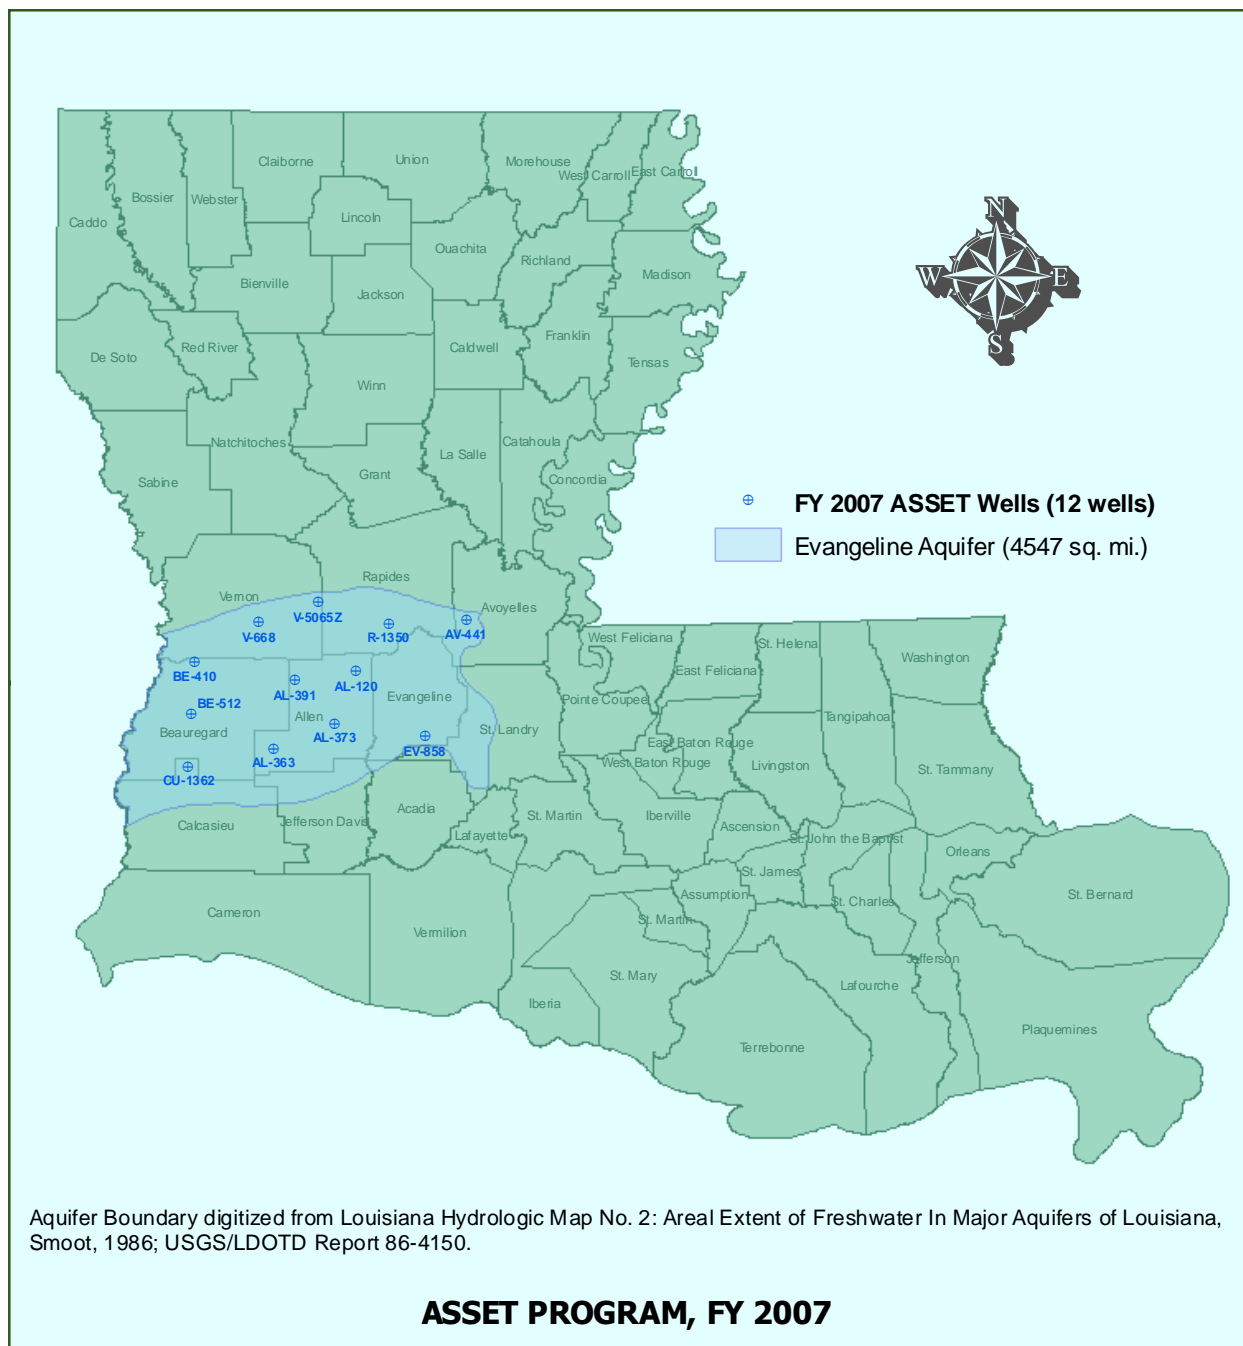 Claiborne
Union
Morehouse
West Carroll
East Carroll
Bossier
Webster
Caddo
Lincoln
Ouachita
Richland
Madison
Bienville
Jackson
De Soto
Red River
Caldwell
Franklin
Tensas
Winn
Natchitoches
La Salle
Catahoula
Grant
Concordia
Sabine
N
W
E
S
FY 2007 ASSET Wells (12 wells)
Evangeline Aquifer (4547 sq. mi.)
Rapides
Vernon
Avoyelles
V-5065Z
V-668
R-1350
AV-441
West Feliciana
St. Helena
Washington
East Feliciana
BE-410
AL-391
AL-120
Evangeline
Pointe Coupee
BE-512
Allen
Tangipahoa
Beauregard
AL-373
St. Landry
EV-858
East Baton Rouge
AL-363
West Baton Rouge
Livingston
St. Tammany
CU-1362
Acadia
Calcasieu
Jefferson Davis
Lafayette
St. Martin
Iberville
Ascension
St. John the Baptist
Orleans
St. James
Assumption
St. Charles
St. Bernard
Cameron
St. Martin
Vermilion
Jefferson
St. Mary
Lafourche
Iberia
Plaquemines
Terrebonne
Aquifer Boundary digitized from Louisiana Hydrologic Map No. 2: Areal Extent of Freshwater In Major Aquifers of Louisiana,
Smoot, 1986; USGS/LDOTD Report 86-4150.
ASSET PROGRAM, FY 2007